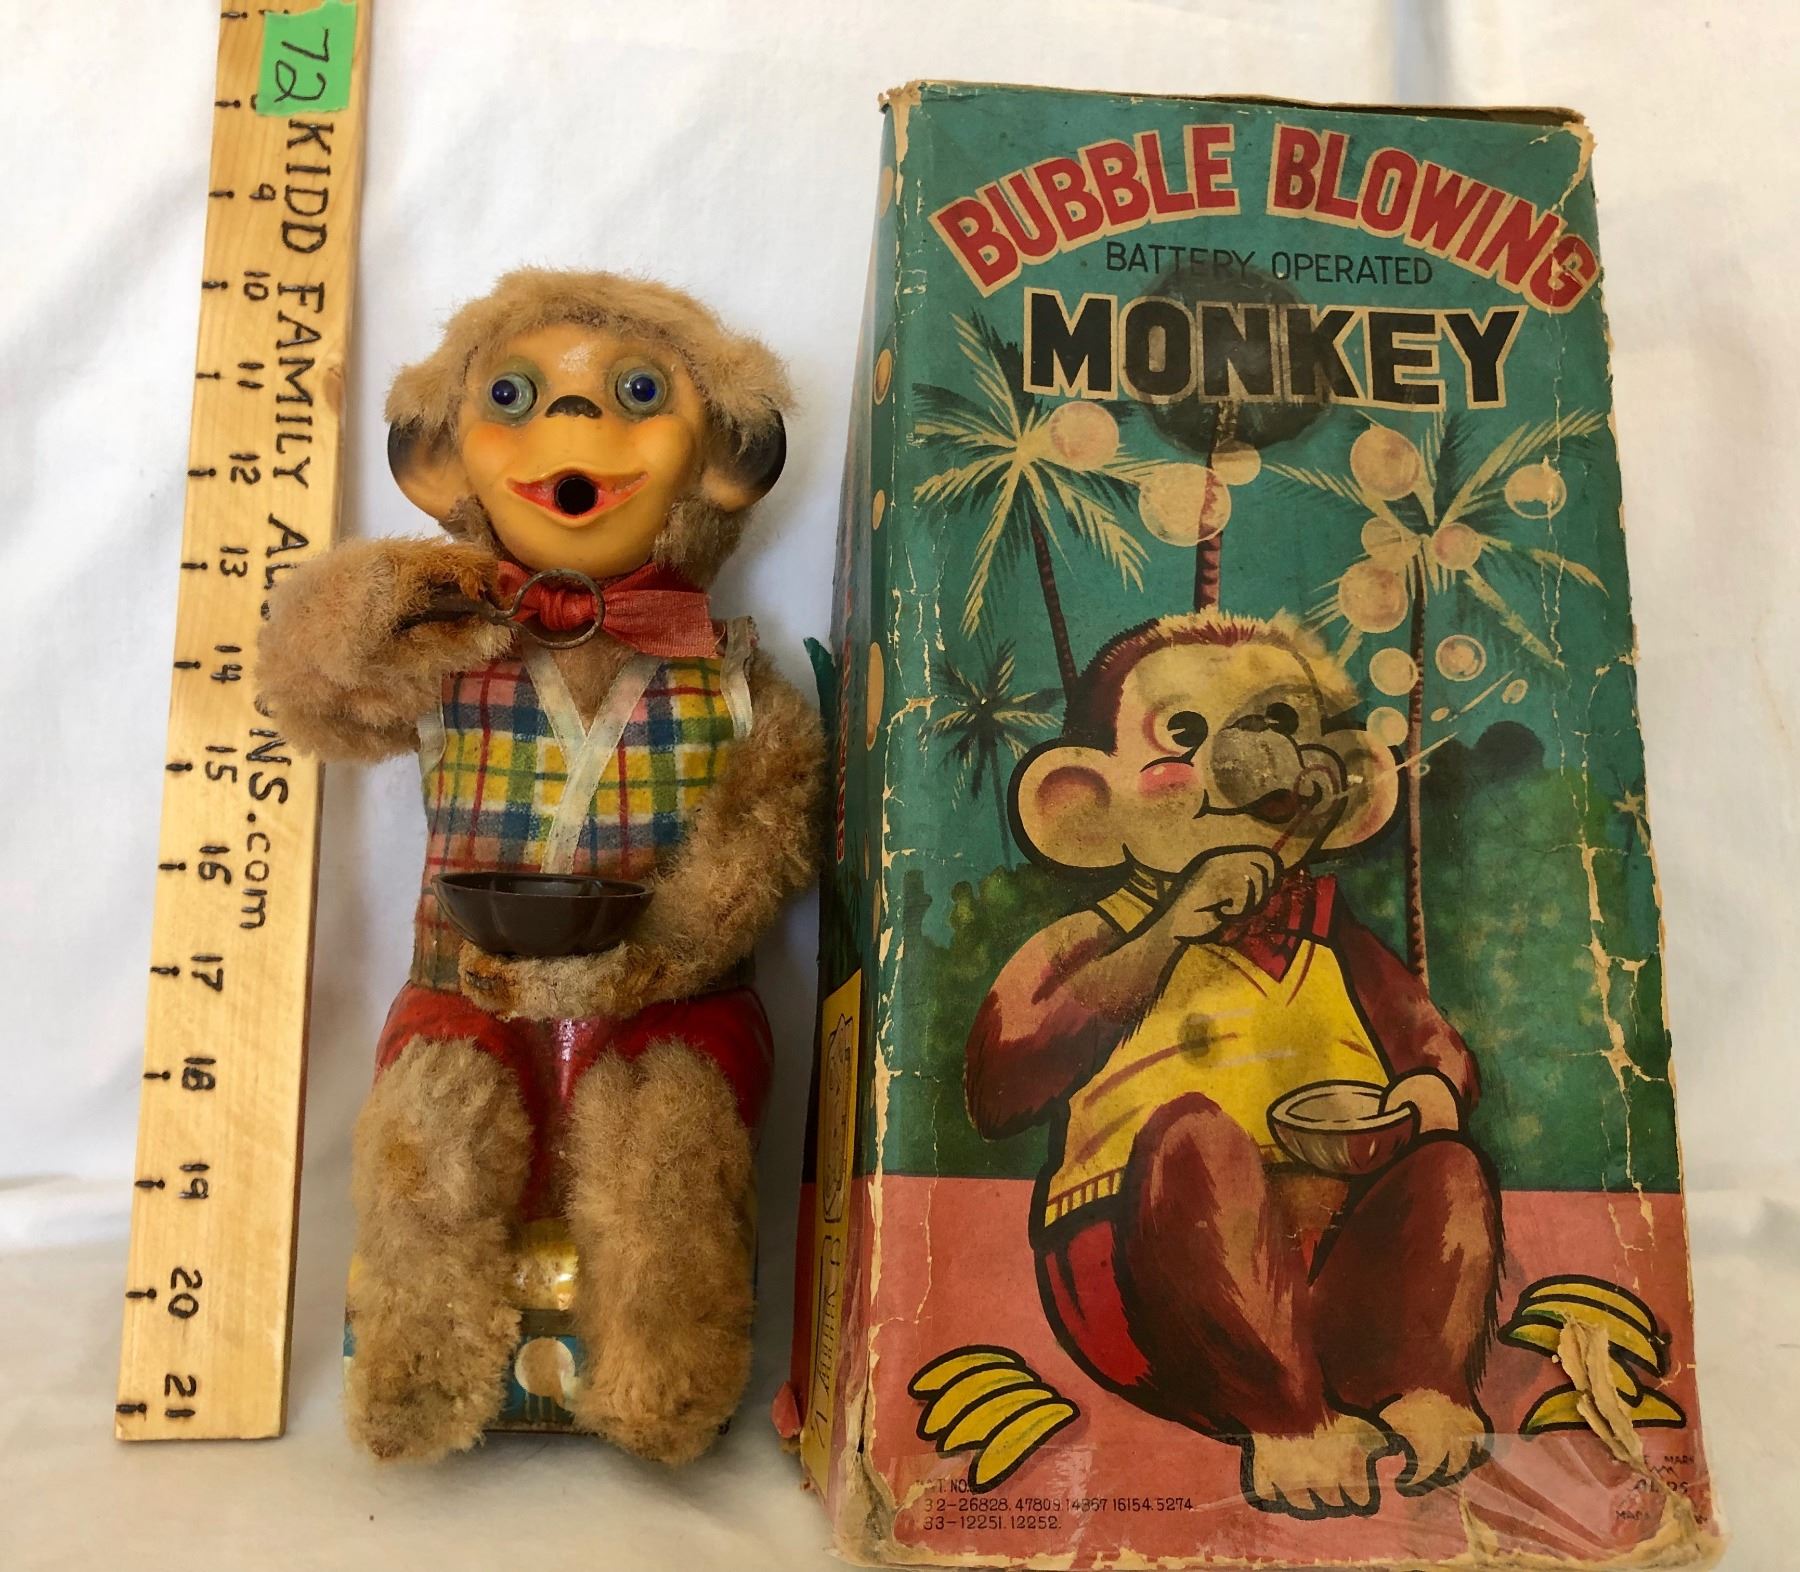 72
KIDD FAMILY
9
10
11
12
13
14
15
16
17
18
19
20
21
.com
BUBBLE BLOWING
BATTERY OPERATED
MONKEY
32-26828. 47809. 14867 16154. 5274
33-12251. 12252.